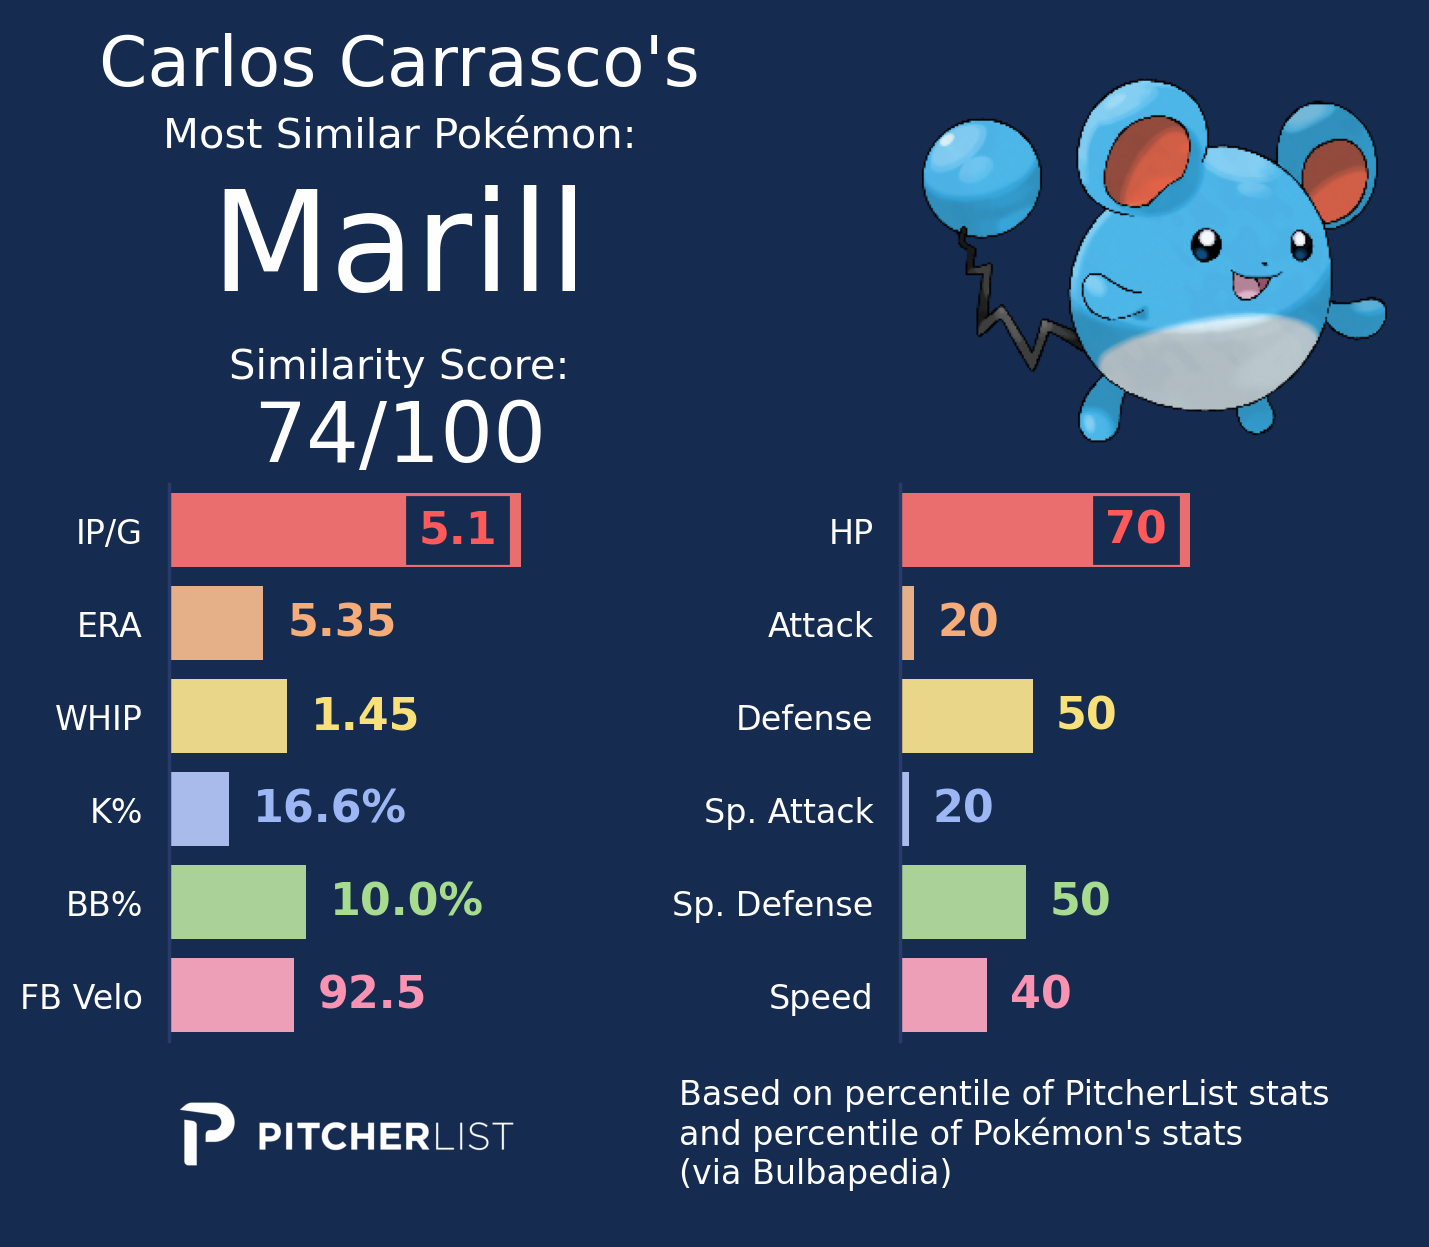 Carlos Carrasco's
Most Similar Pokémon:
Marill
Similarity Score:
74/100
IP/G 5.1
ERA 5.35
WHIP 1.45
K% 16.6%
BB% 10.0%
FB Velo 92.5
HP 70
Attack 20
Defense 50
Sp. Attack 20
Sp. Defense 50
Speed 40
PITCHERLIST
Based on percentile of PitcherList stats
and percentile of Pokémon's stats
(via Bulbapedia)